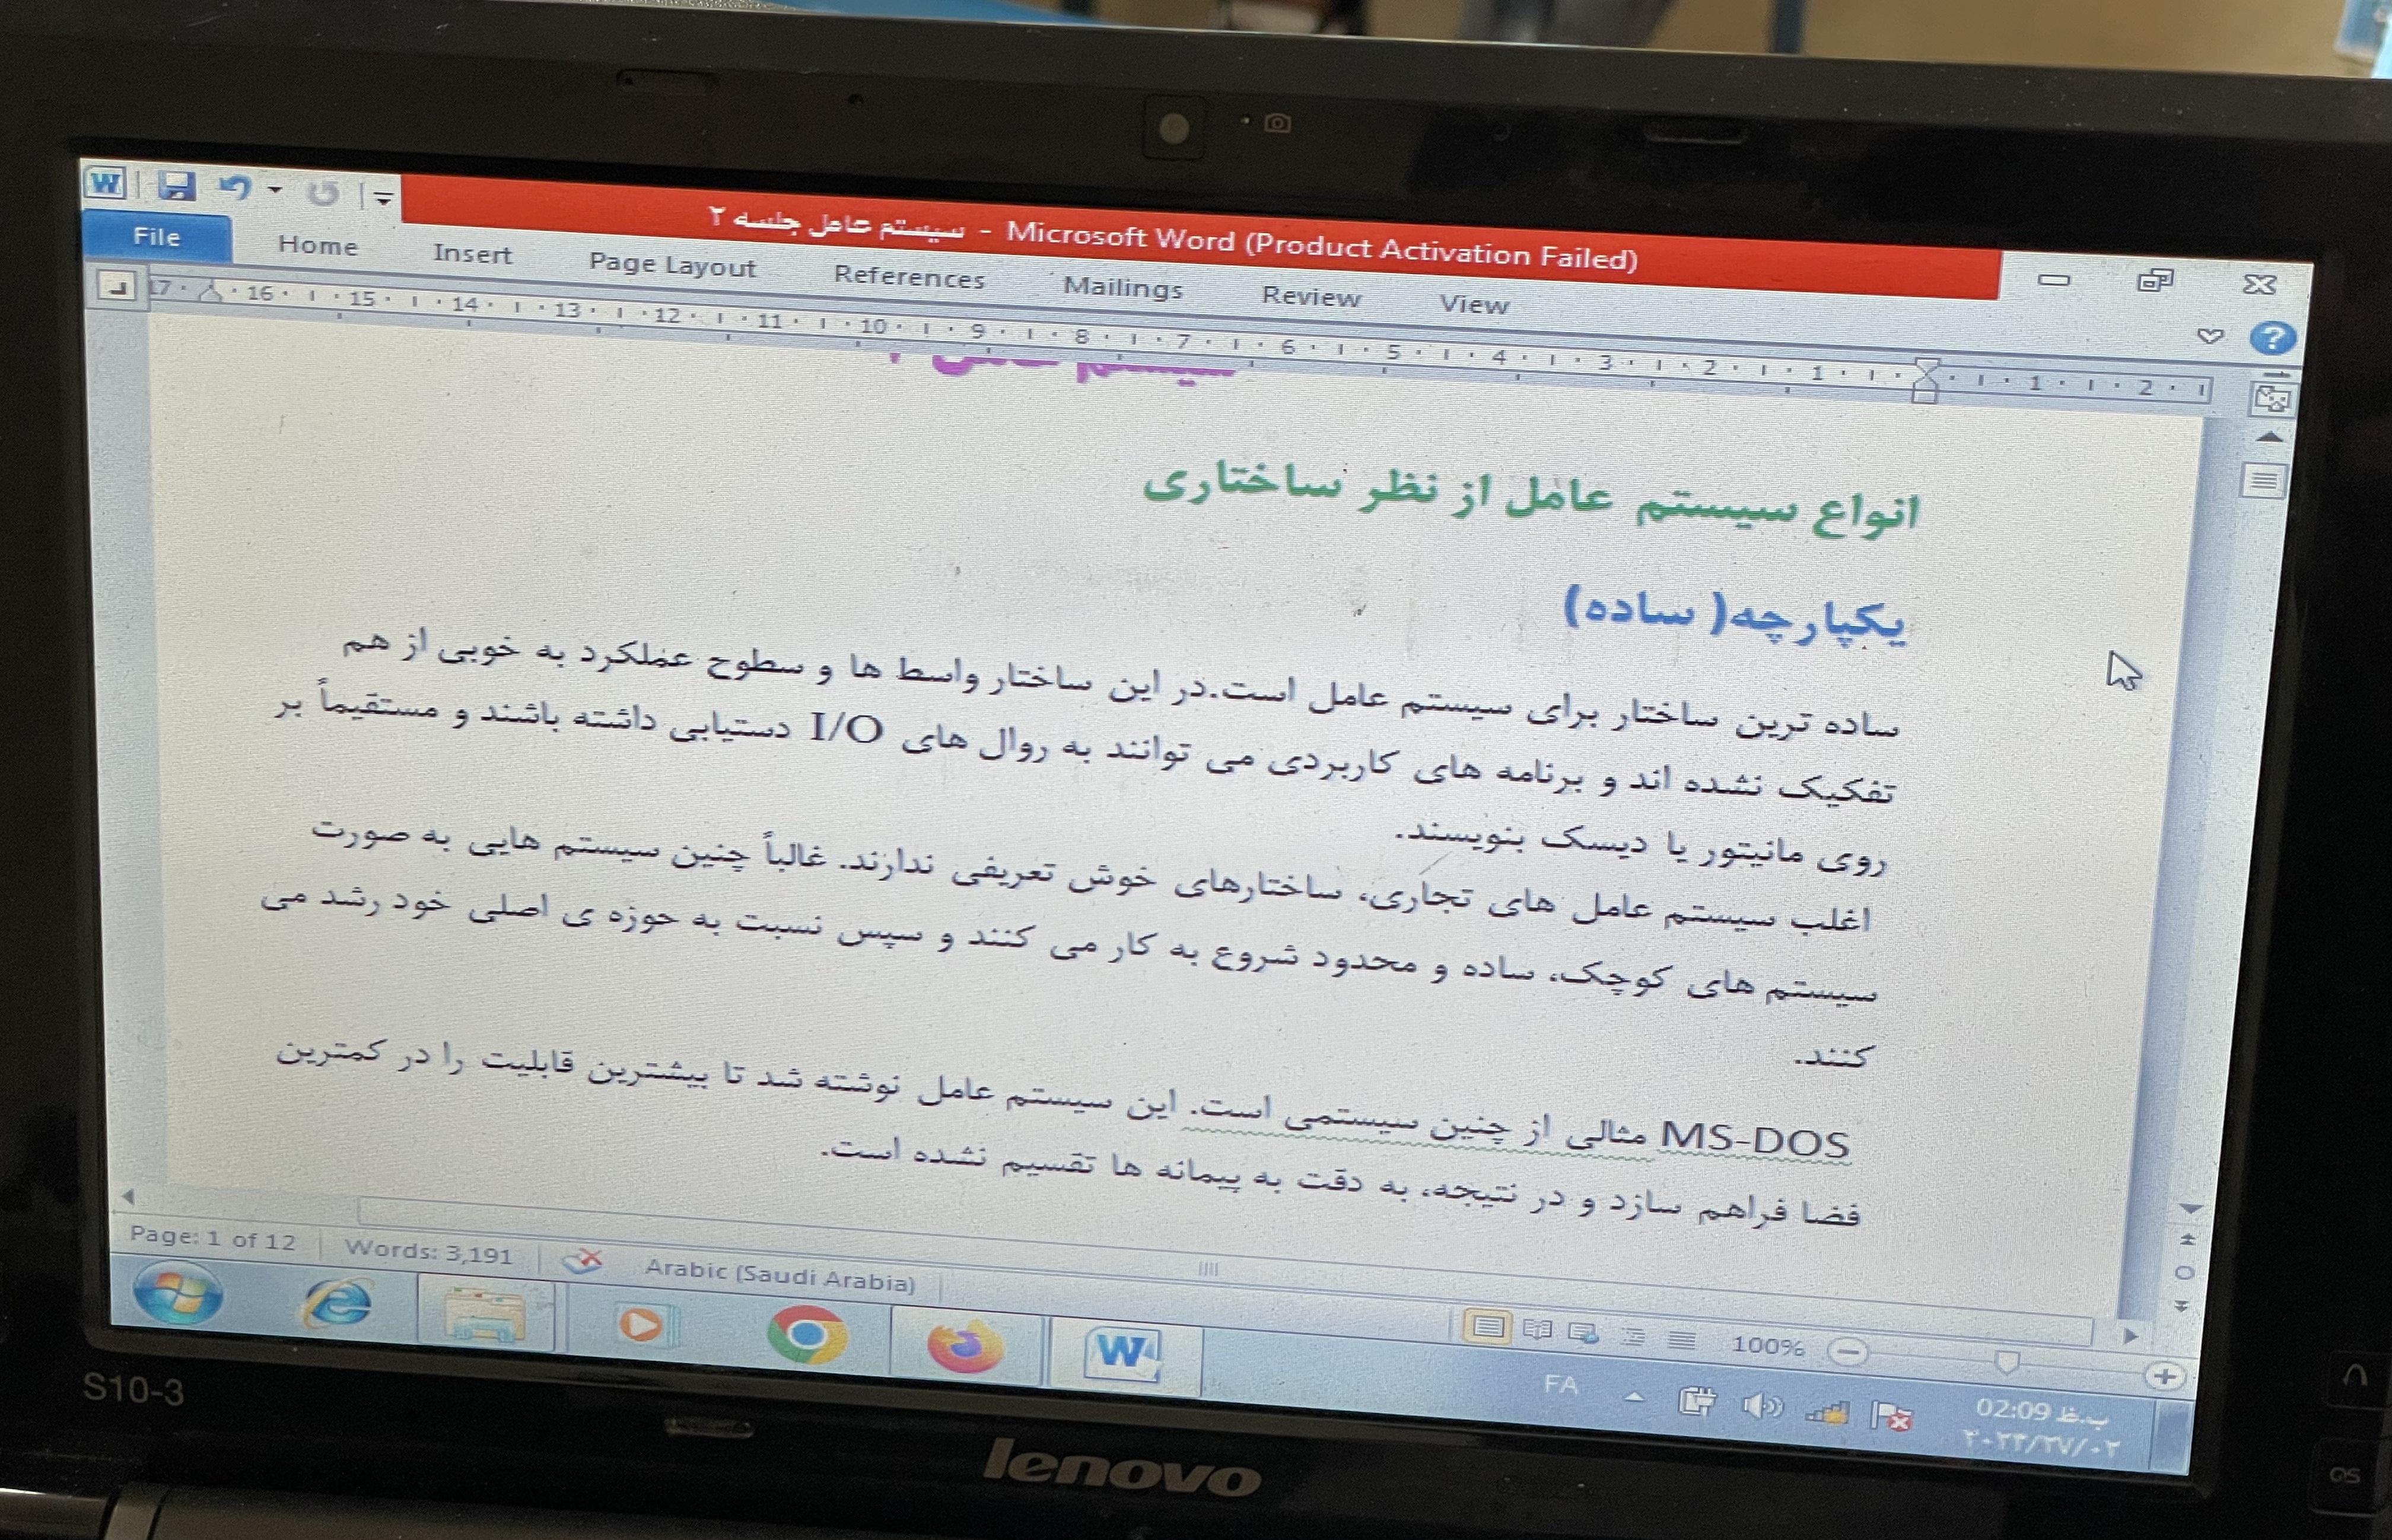 سیستم عامل جلسه ۲ - Microsoft Word (Product Activation Failed)
File Home Insert Page Layout References Mailings Review View
17 16 15 14 13 12 11 10 9 8 7 6 5 4 3 2 1 1 2
انواع سیستم عامل از نظر ساختاری
یکپارچه( ساده)
ساده ترین ساختار برای سیستم عامل است.در این ساختار واسط ها و سطوح عملکرد به خوبی از هم
تفکیک نشده اند و برنامه های کاربردی می توانند به روال های I/O دستیابی داشته باشند و مستقیماً بر
روی مانیتور یا دیسک بنویسند.
اغلب سیستم عامل های تجاری، ساختارهای خوش تعریفی ندارند. غالباً چنین سیستم هایی به صورت
سیستم های کوچک، ساده و محدود شروع به کار می کنند و سپس نسبت به حوزه ی اصلی خود رشد می
کنند.
MS-DOS مثالی از چنین سیستمی است. این سیستم عامل نوشته شد تا بیشترین قابلیت را در کمترین
فضا فراهم سازد و در نتیجه، به دقت به پیمانه ها تقسیم نشده است.
Page: 1 of 12 Words: 3,191 Arabic (Saudi Arabia)
100%
FA
02:09 ب.ظ
S10-3
lenovo